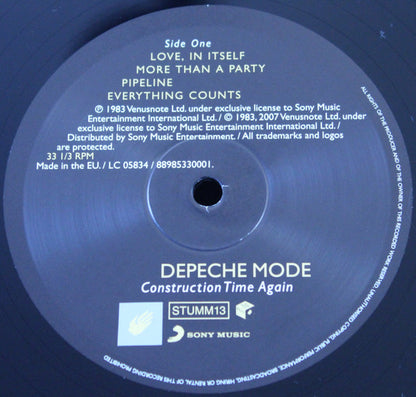 Side One
LOVE, IN ITSELF
MORE THAN A PARTY
PIPELINE
EVERYTHING COUNTS
℗ 1983 Venusnote Ltd. under exclusive license to Sony Music
Entertainment International Ltd. / © 1983, 2007 Venusnote Ltd. under
exclusive license to Sony Music Entertainment International Ltd. /
Distributed by Sony Music Entertainment. / All trademarks and logos
are protected.
33 1/3 RPM
Made in the EU. / LC 05834 / 88985330001.
DEPECHE MODE
Construction Time Again
STUMM13
SONY MUSIC
ALL RIGHTS OF THE PRODUCER AND OF THE OWNER OF THE RECORDED WORK RESERVED. UNAUTHORISED COPYING, PUBLIC PERFORMANCE, BROADCASTING, HIRING OR RENTAL OF THIS RECORDING PROHIBITED